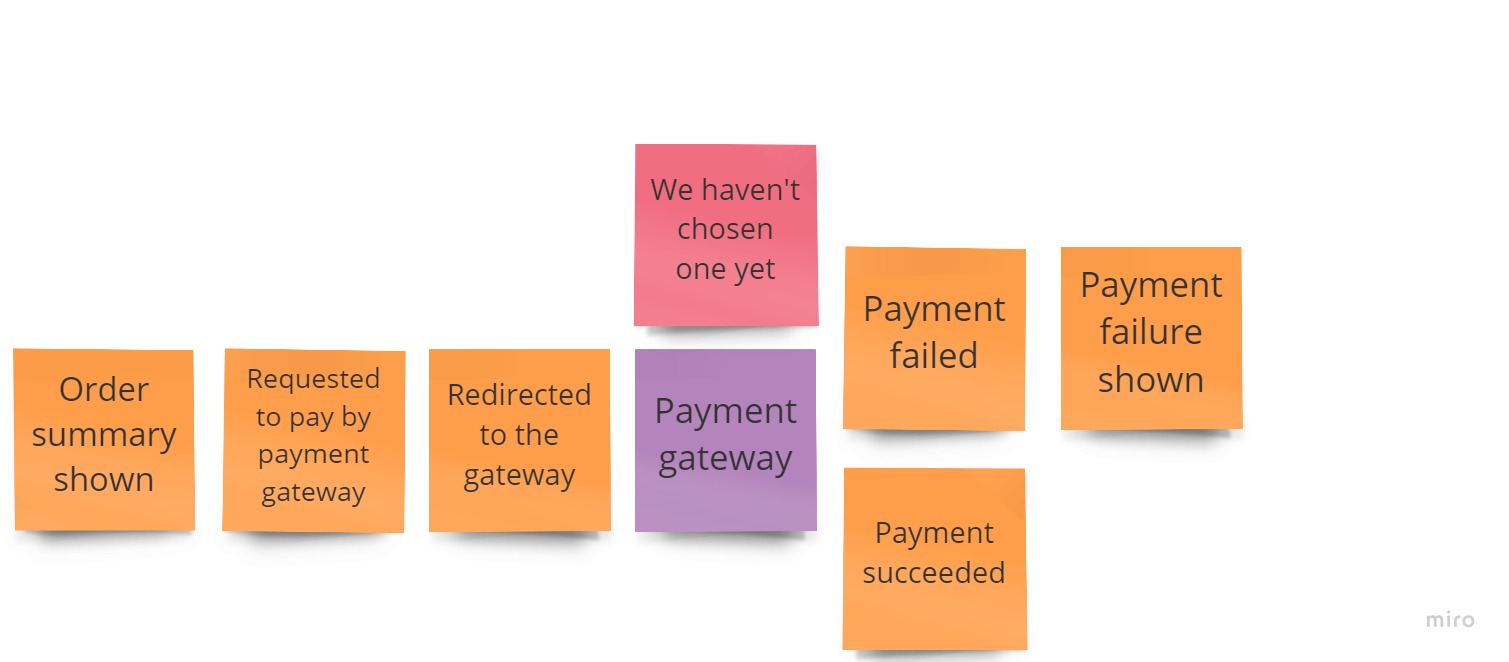 We haven't
chosen
one yet
Order
summary
shown
Requested
to pay by
payment
gateway
Redirected
to the
gateway
Payment
gateway
Payment
failed
Payment
failure
shown
Payment
succeeded
miro